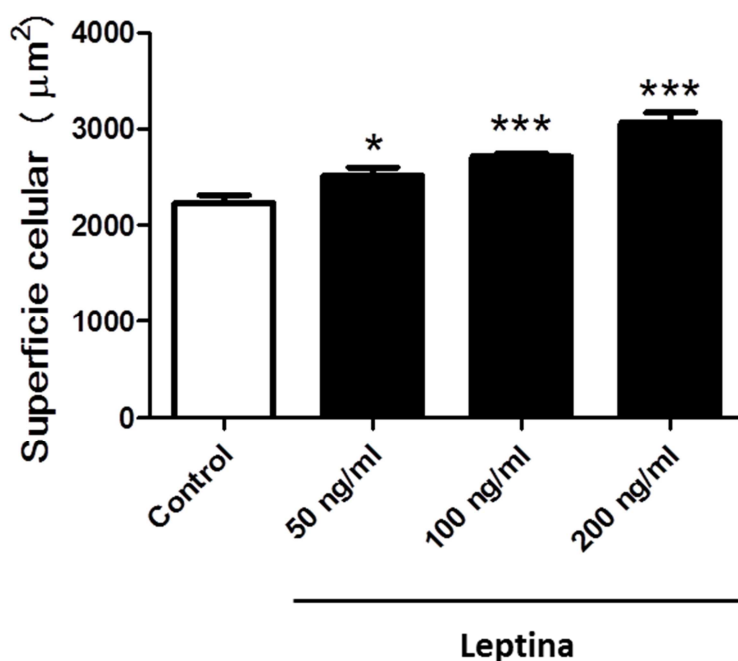 Superficie celular ( μm²)
4000
3000
2000
1000
0
*
***
***
Control
50 ng/ml
100 ng/ml
200 ng/ml
Leptina